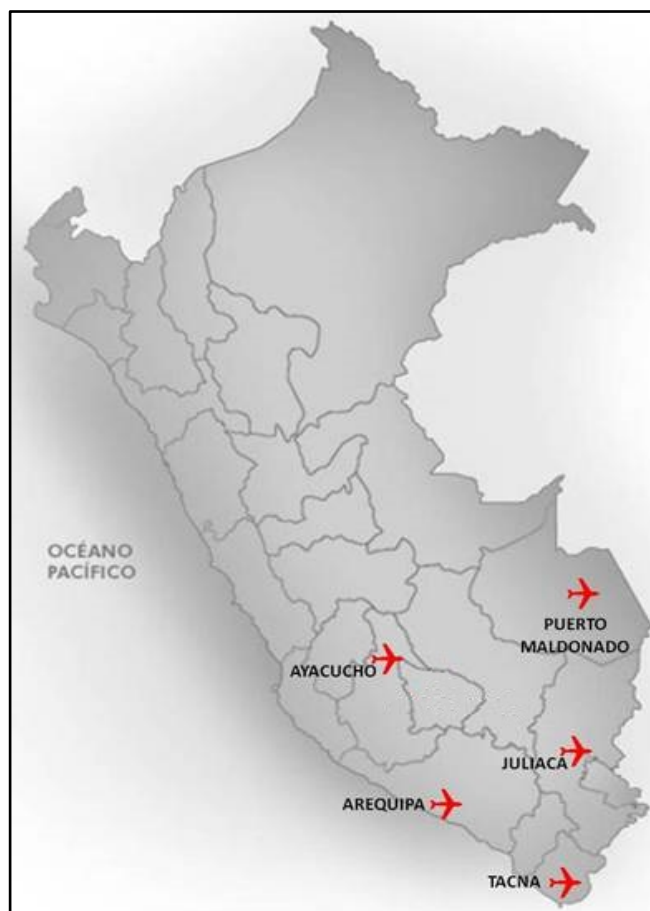 OCÉANO
PACÍFICO
PUERTO
MALDONADO
AYACUCHO
JULIACA
AREQUIPA
TACNA